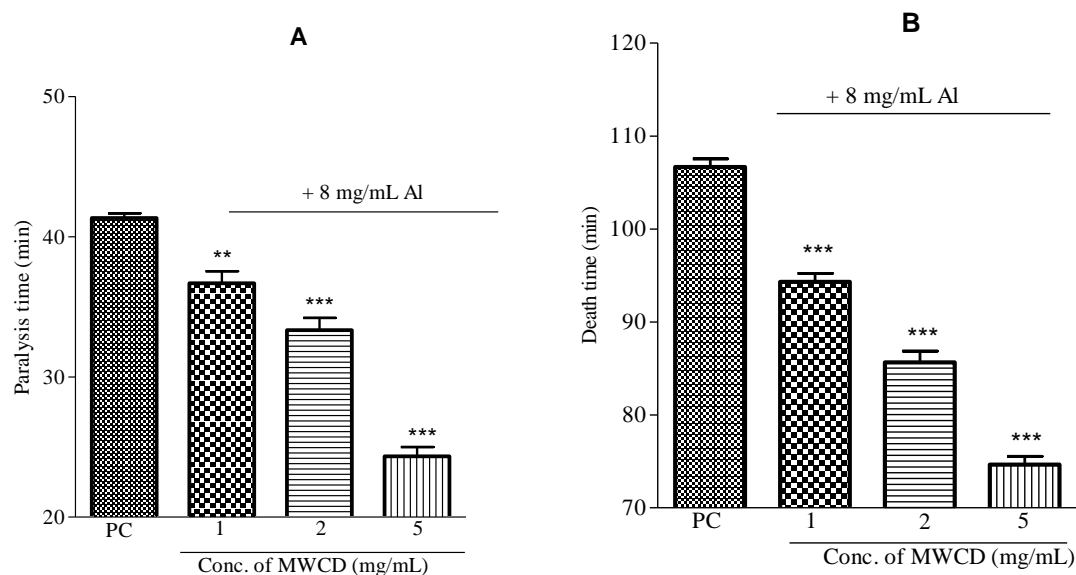 A
50
40
30
20
Paralysis time (min)
+ 8 mg/mL Al
**
***
***
PC
1
2
5
Conc. of MWCD (mg/mL)
B
120
110
100
90
80
70
Death time (min)
+ 8 mg/mL Al
***
***
***
PC
1
2
5
Conc. of MWCD (mg/mL)